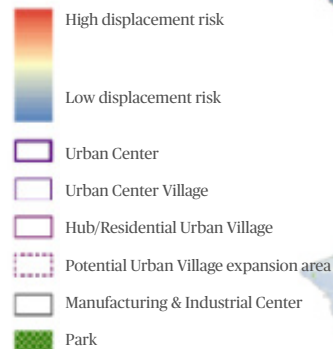 High displacement risk
Low displacement risk
Urban Center
Urban Center Village
Hub/Residential Urban Village
Potential Urban Village expansion area
Manufacturing & Industrial Center
Park